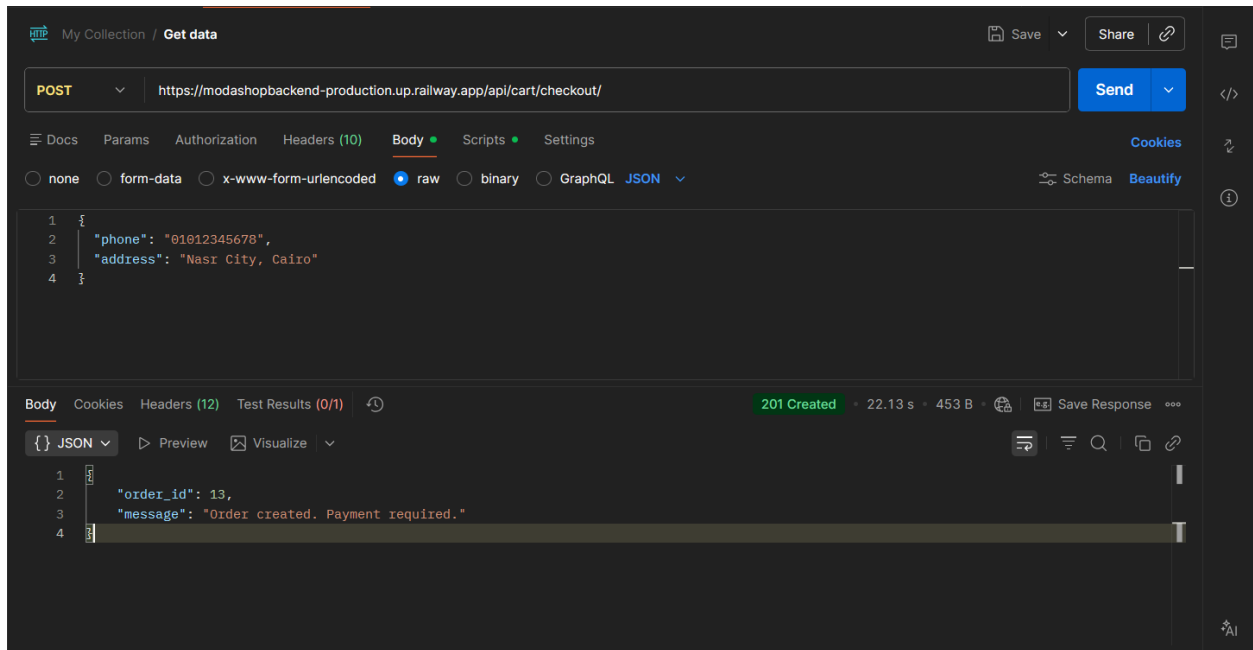 HTTP My Collection / Get data Save Share
POST https://modashopbackend-production.up.railway.app/api/cart/checkout/ Send
Docs Params Authorization Headers (10) Body Scripts Settings Cookies
none form-data x-www-form-urlencoded raw binary GraphQL JSON Schema Beautify
1 {
2 "phone": "01012345678",
3 "address": "Nasr City, Cairo"
4 }
Body Cookies Headers (12) Test Results (0/1) 201 Created 22.13 s 453 B e.g. Save Response
{} JSON Preview Visualize
1 {
2 "order_id": 13,
3 "message": "Order created. Payment required."
4 }
AI